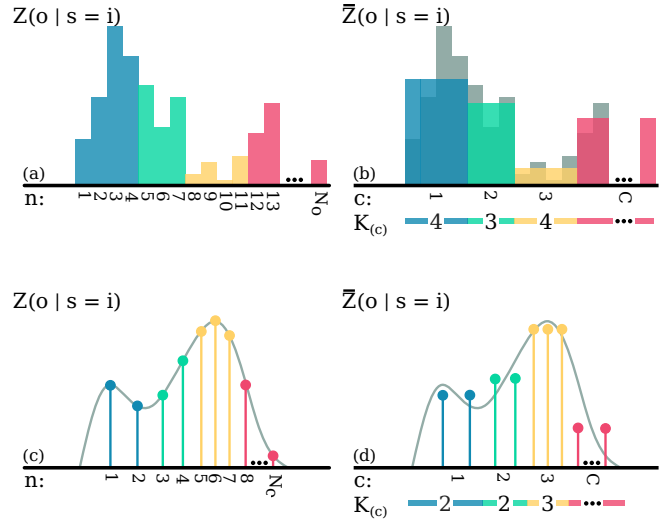 Z(o | s = i)
(a)
n: 1 2 3 4 5 6 7 8 9 10 11 12 13 ••• N₀
Z̄(o | s = i)
(b)
c: 1 2 3 ••• C
K(c) 4 3 4 •••
Z(o | s = i)
(c)
n: 1 2 3 4 5 6 7 8 ••• Nc
Z̄(o | s = i)
(d)
c: 1 2 3 ••• C
K(c) 2 2 3 •••